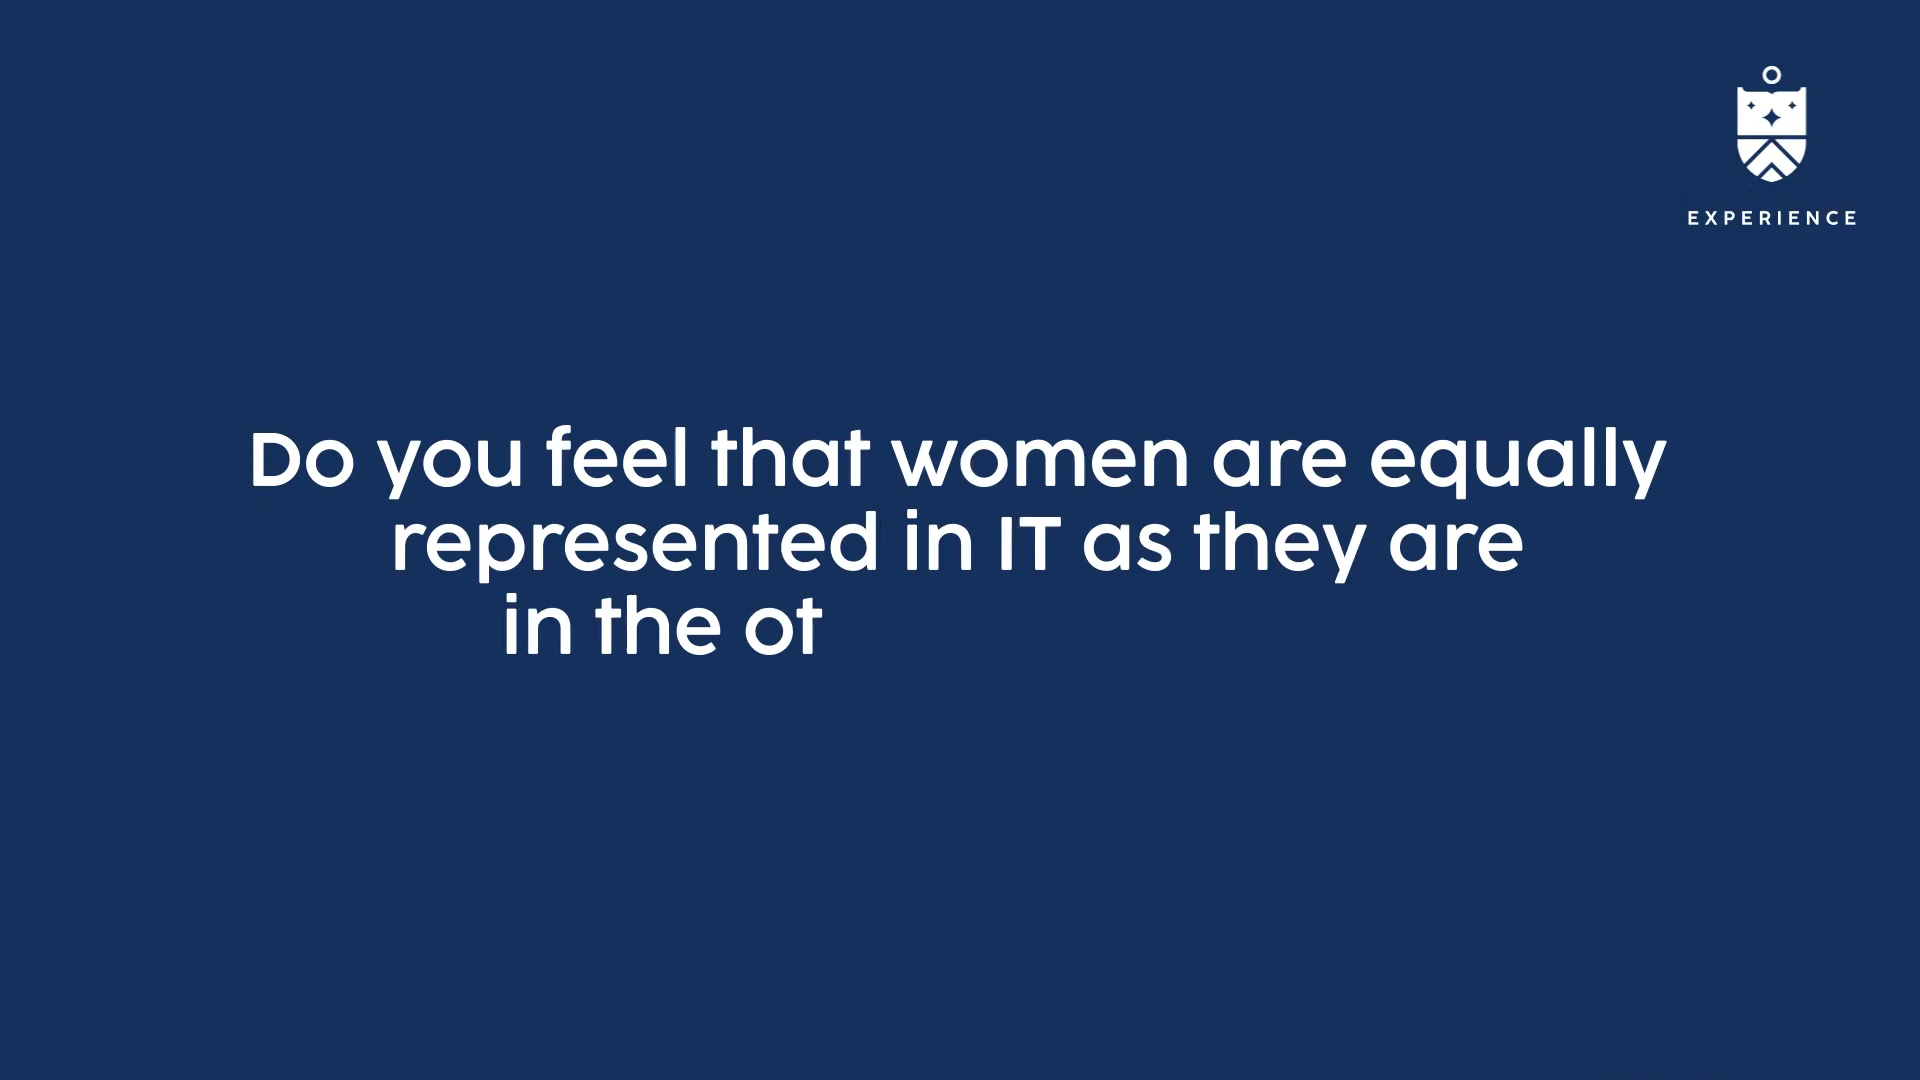 EXPERIENCE
Do you feel that women are equally
represented in IT as they are
in the ot